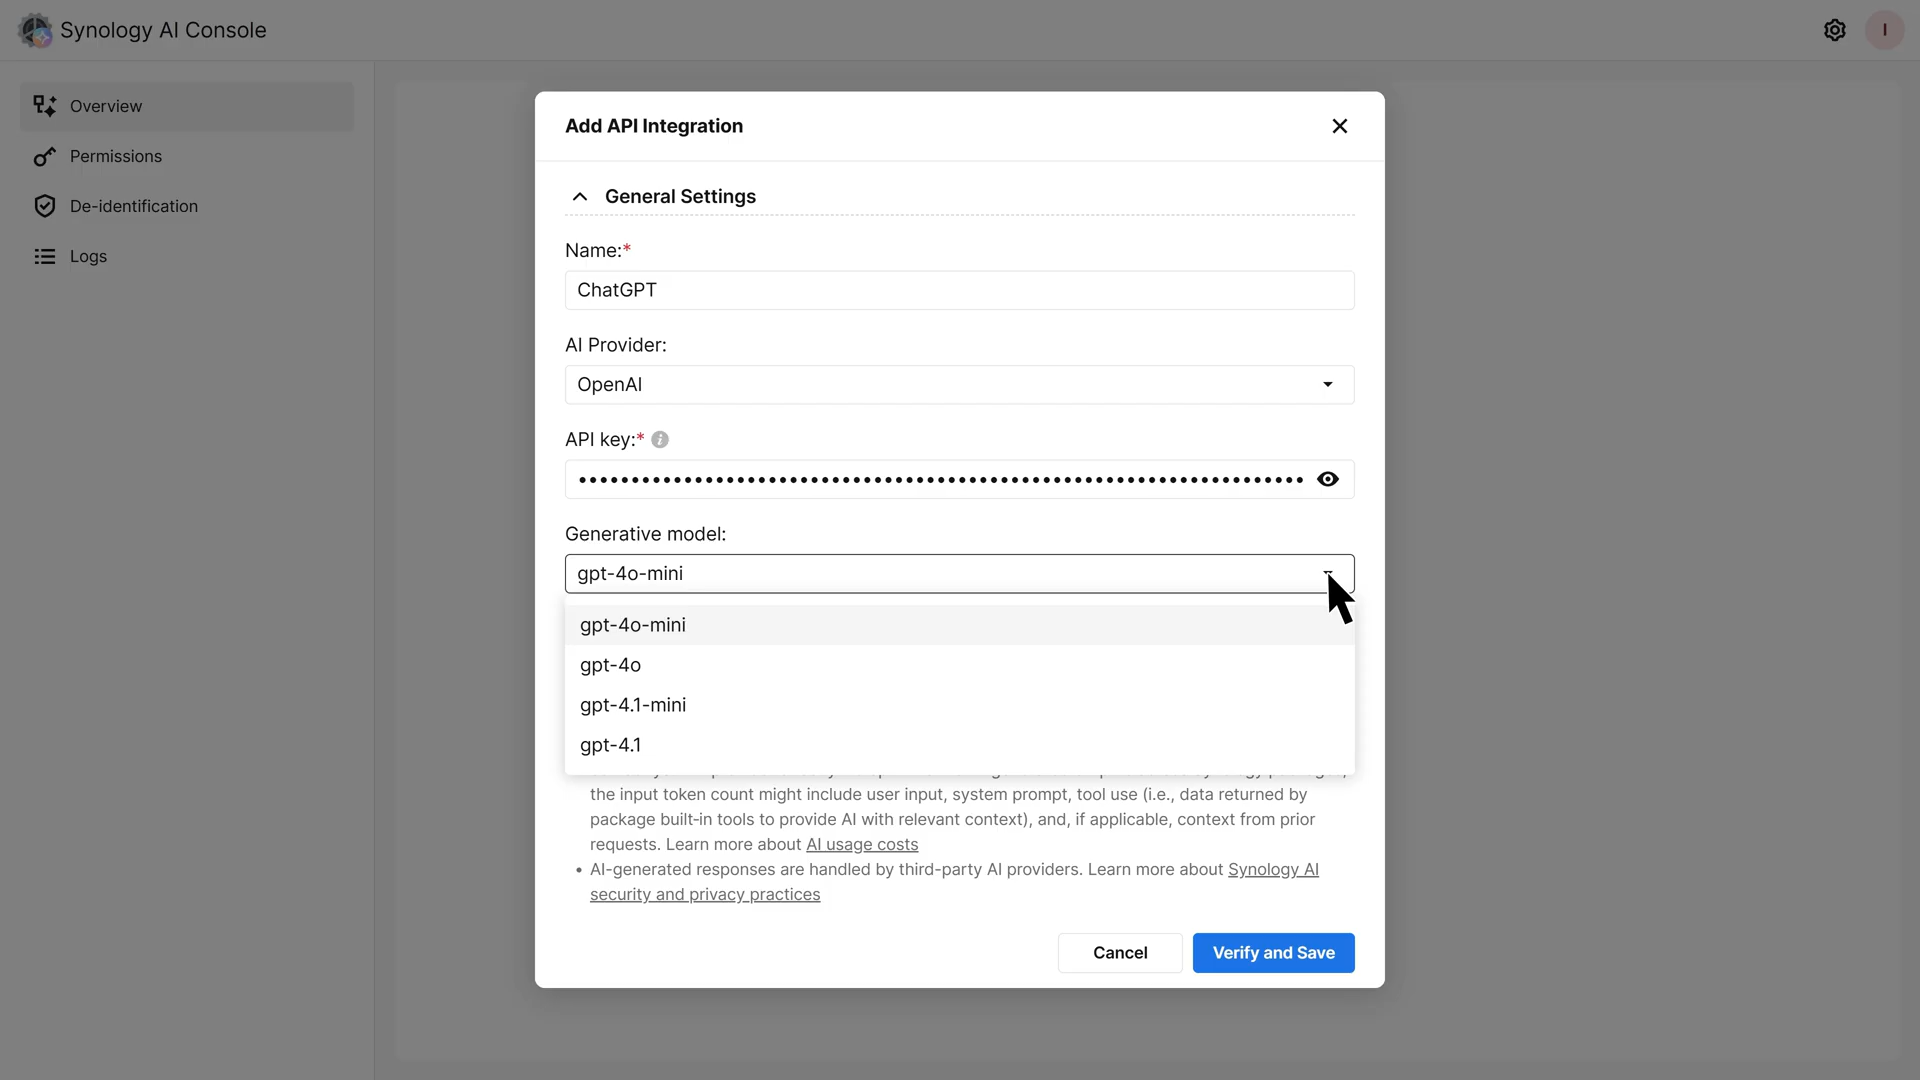 Synology AI Console
I
Overview
Permissions
De-identification
Logs
Add API Integration
General Settings
Name:*
ChatGPT
AI Provider:
OpenAI
API key:*
••••••••••••••••••••••••••••••••••••••••••••••••••••••••••••••••••••
Generative model:
gpt-4o-mini
gpt-4o-mini
gpt-4o
gpt-4.1-mini
gpt-4.1
the input token count might include user input, system prompt, tool use (i.e., data returned by
package built-in tools to provide AI with relevant context), and, if applicable, context from prior
requests. Learn more about AI usage costs
• AI-generated responses are handled by third-party AI providers. Learn more about Synology AI
security and privacy practices
Cancel
Verify and Save